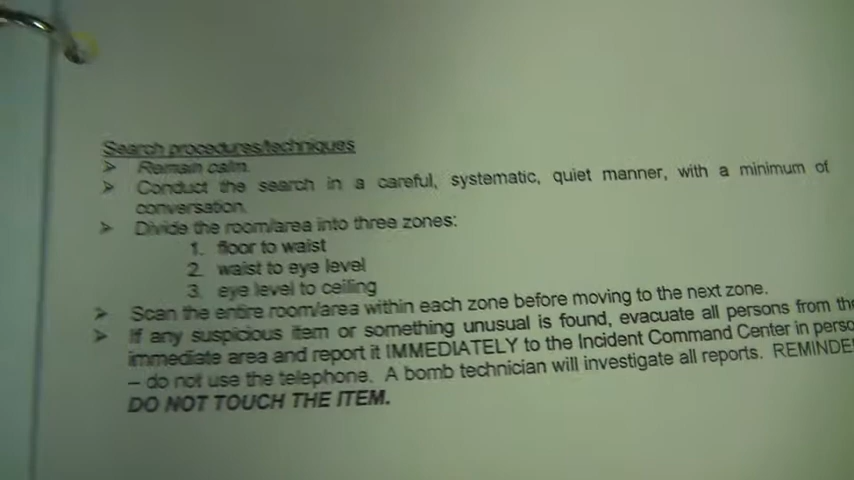 Search procedures/techniques
➢ Remain calm.
➢ Conduct the search in a careful, systematic, quiet manner, with a minimum of
conversation.
➢ Divide the room/area into three zones:
1. floor to waist
2. waist to eye level
3. eye level to ceiling
➢ Scan the entire room/area within each zone before moving to the next zone.
➢ If any suspicious item or something unusual is found, evacuate all persons from the
immediate area and report it IMMEDIATELY to the Incident Command Center in perso
– do not use the telephone. A bomb technician will investigate all reports. REMINDE
DO NOT TOUCH THE ITEM.